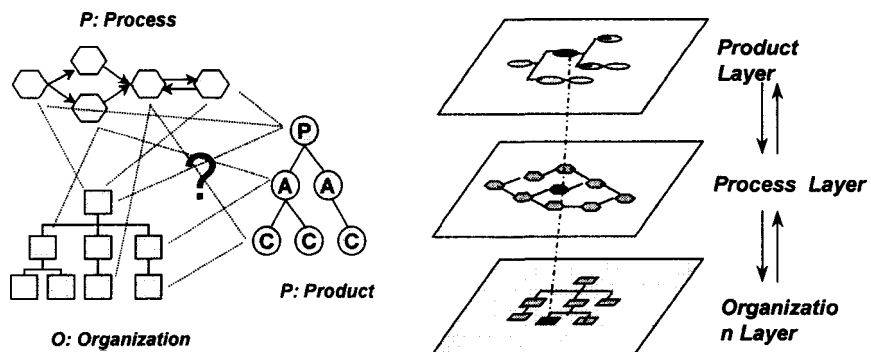 P: Process
?
P
A A
C C C
P: Product
O: Organization
Product
Layer
Process Layer
Organizatio
n Layer